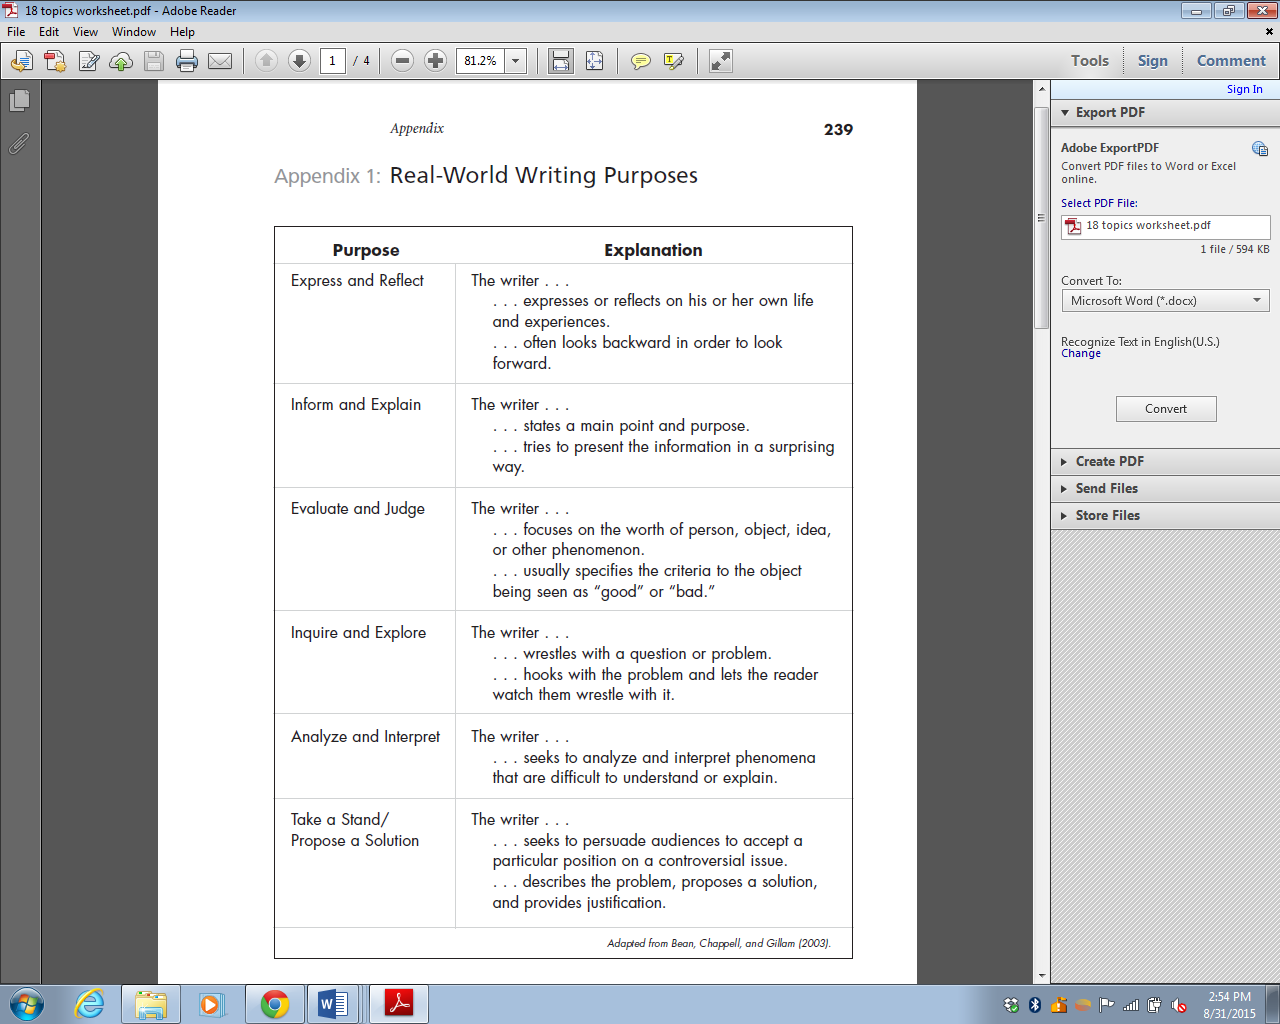 18 topics worksheet.pdf - Adobe Reader
File Edit View Window Help
1 / 4 81.2% Tools Sign Comment
Sign In
Export PDF
Adobe ExportPDF
Convert PDF files to Word or Excel
online.
Select PDF File:
18 topics worksheet.pdf
1 file / 594 KB
Convert To:
Microsoft Word (*.docx)
Recognize Text in English(U.S.)
Change
Convert
Create PDF
Send Files
Store Files
Appendix 239
Appendix 1: Real-World Writing Purposes
Purpose Explanation
Express and Reflect The writer . . .
. . . expresses or reflects on his or her own life
and experiences.
. . . often looks backward in order to look
forward.
Inform and Explain The writer . . .
. . . states a main point and purpose.
. . . tries to present the information in a surprising
way.
Evaluate and Judge The writer . . .
. . . focuses on the worth of person, object, idea,
or other phenomenon.
. . . usually specifies the criteria to the object
being seen as “good” or “bad.”
Inquire and Explore The writer . . .
. . . wrestles with a question or problem.
. . . hooks with the problem and lets the reader
watch them wrestle with it.
Analyze and Interpret The writer . . .
. . . seeks to analyze and interpret phenomena
that are difficult to understand or explain.
Take a Stand/ The writer . . .
Propose a Solution . . . seeks to persuade audiences to accept a
particular position on a controversial issue.
. . . describes the problem, proposes a solution,
and provides justification.
Adapted from Bean, Chappell, and Gillam (2003).
2:54 PM
8/31/2015